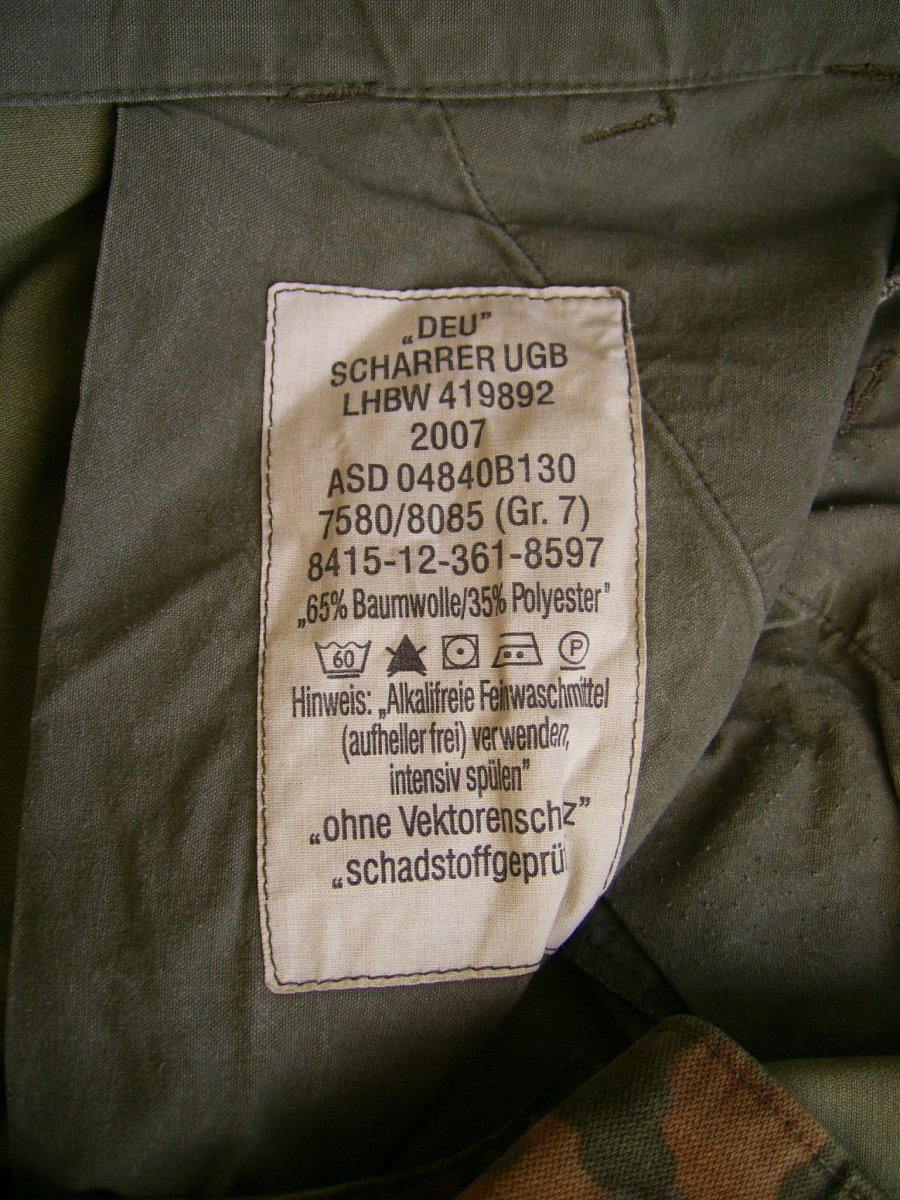 „DEU”
SCHARRER UGB
LHBW 419892
2007
ASD 04840B130
7580/8085 (Gr. 7)
8415-12-361-8597
„65% Baumwolle/35% Polyester”
60 P
Hinweis: „Alkalifreie Feinwaschmittel
(aufheller frei) verwenden,
intensiv spülen”
„ohne Vektorenschz”
„schadstoffgeprü